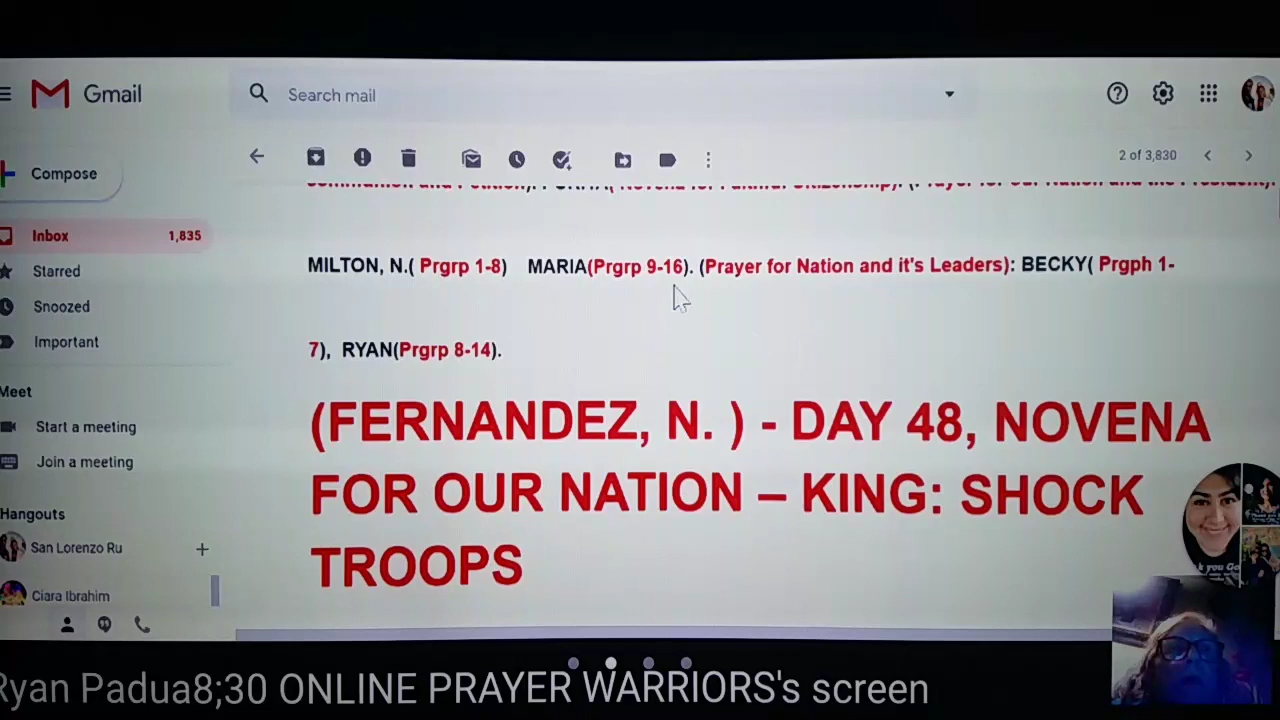 Gmail
Search mail
Compose
2 of 3,830
Inbox 1,835
Starred
Snoozed
Important
Meet
Start a meeting
Join a meeting
Hangouts
San Lorenzo Ru
Ciara Ibrahim
MILTON, N.( Prgrp 1-8) MARIA(Prgrp 9-16). (Prayer for Nation and it's Leaders): BECKY( Prgph 1-
7), RYAN(Prgrp 8-14).
(FERNANDEZ, N. ) - DAY 48, NOVENA
FOR OUR NATION – KING: SHOCK
TROOPS
Ryan Padua8;30 ONLINE PRAYER WARRIORS's screen